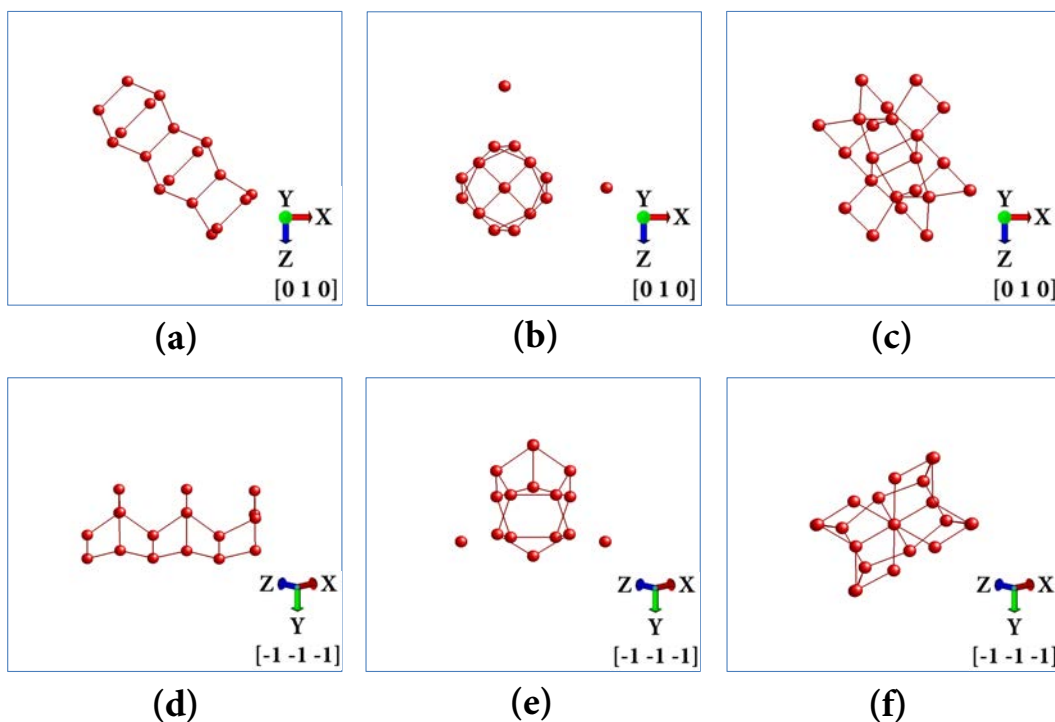 Y
X
Z
[0 1 0]
Y
X
Z
[0 1 0]
Y
X
Z
[0 1 0]
(a)
(b)
(c)
Z X
Y
[-1 -1 -1]
Z X
Y
[-1 -1 -1]
Z X
Y
[-1 -1 -1]
(d)
(e)
(f)